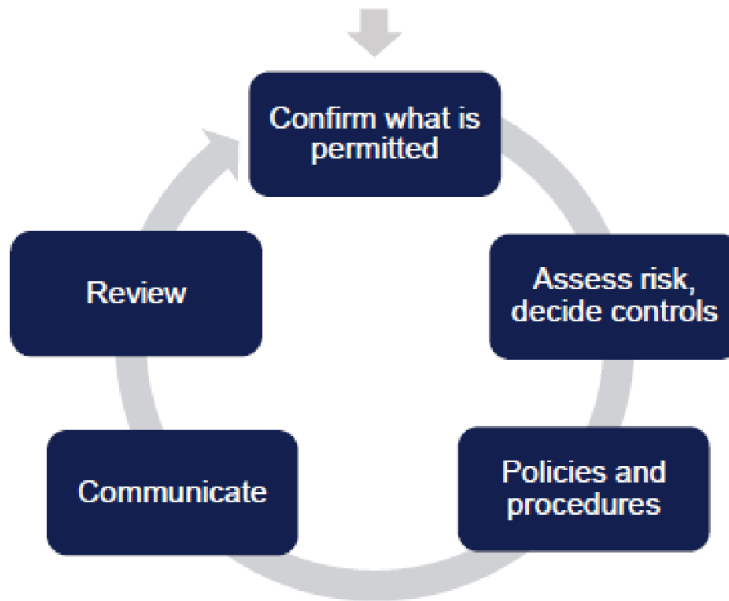 Confirm what is
permitted
Assess risk,
decide controls
Policies and
procedures
Communicate
Review